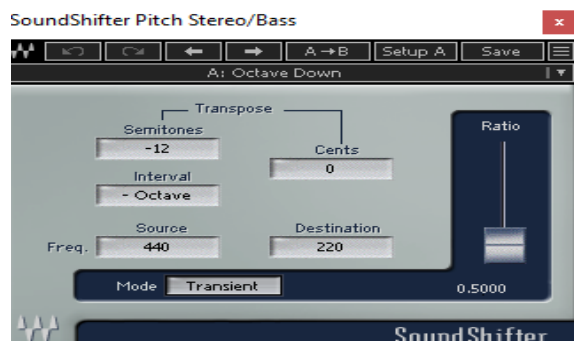 SoundShifter Pitch Stereo/Bass
x
A→B Setup A Save
A: Octave Down
Transpose
Semitones
-12
Cents
0
Interval
- Octave
Ratio
Source Destination
Freq. 440 220
Mode Transient
0.5000
SoundShifter